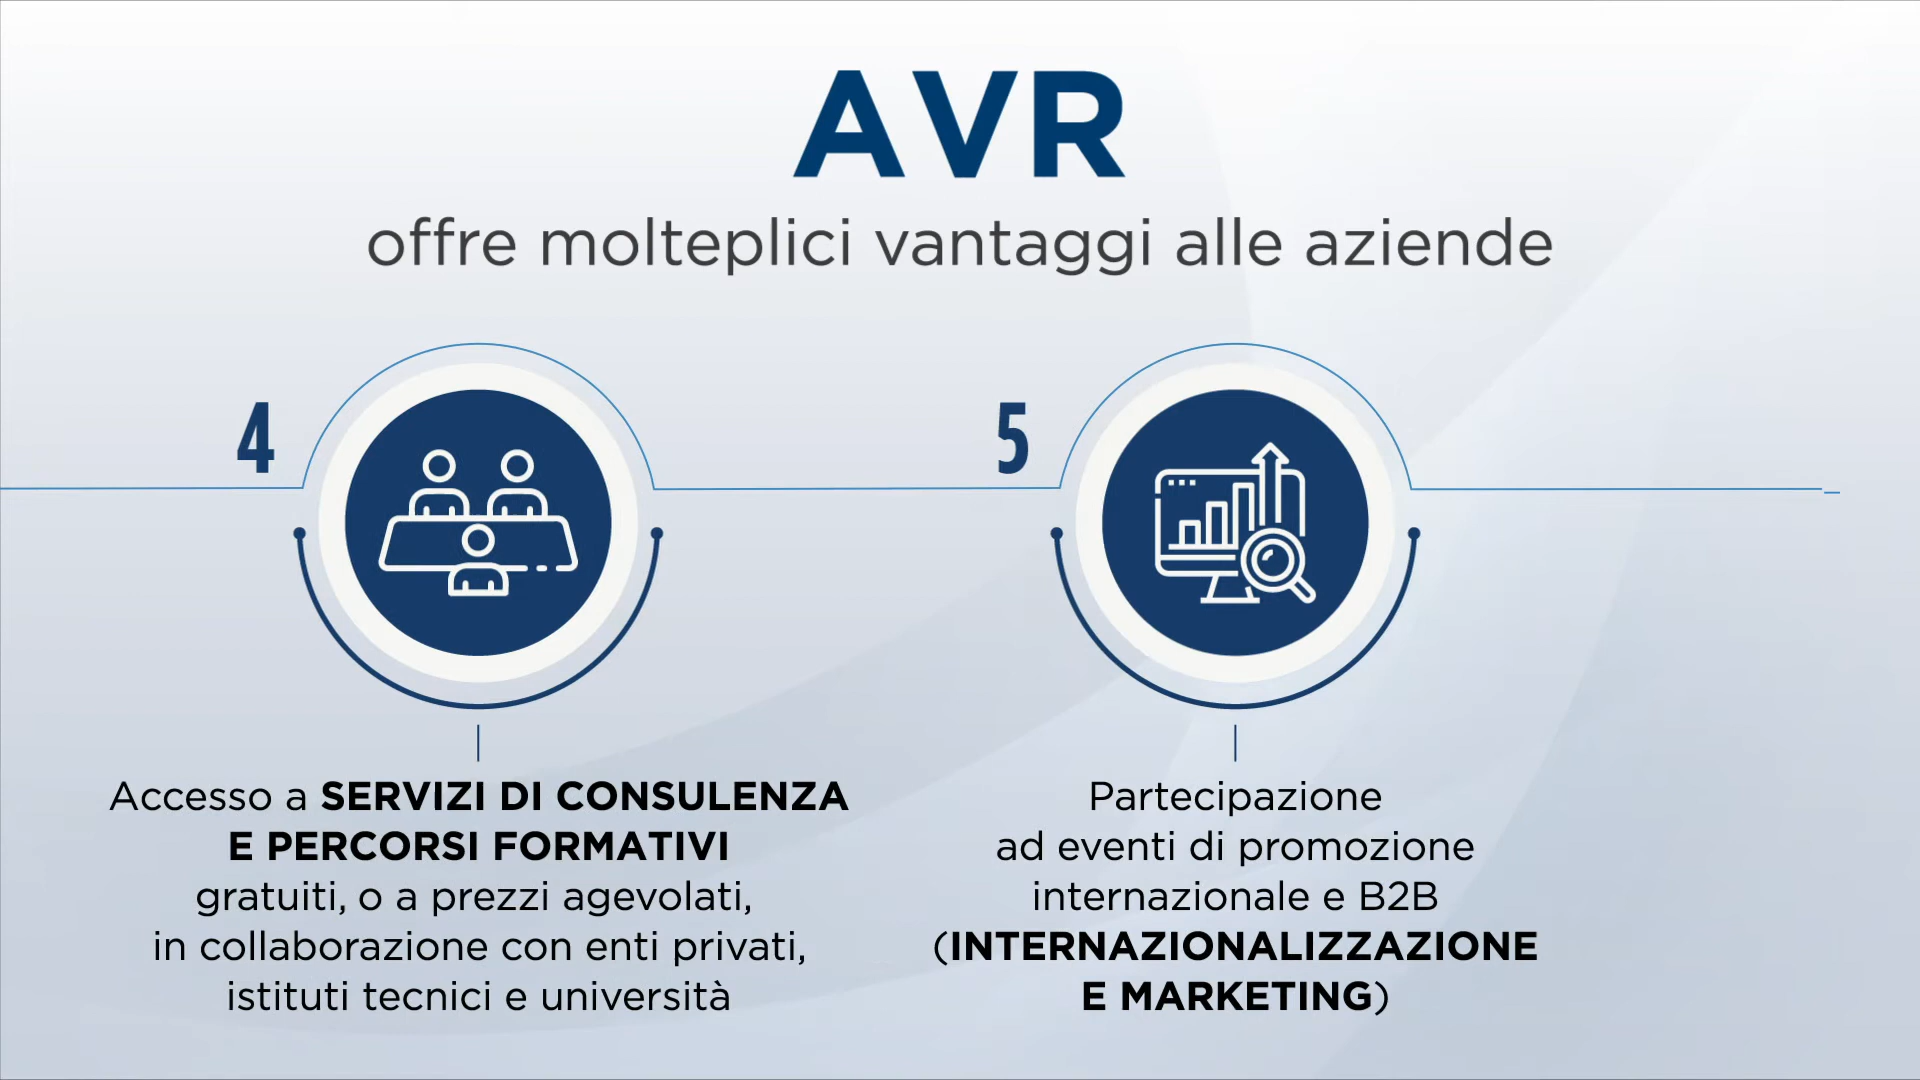 AVR
offre molteplici vantaggi alle aziende
4
Accesso a SERVIZI DI CONSULENZA
E PERCORSI FORMATIVI
gratuiti, o a prezzi agevolati,
in collaborazione con enti privati,
istituti tecnici e università
5
Partecipazione
ad eventi di promozione
internazionale e B2B
(INTERNAZIONALIZZAZIONE
E MARKETING)